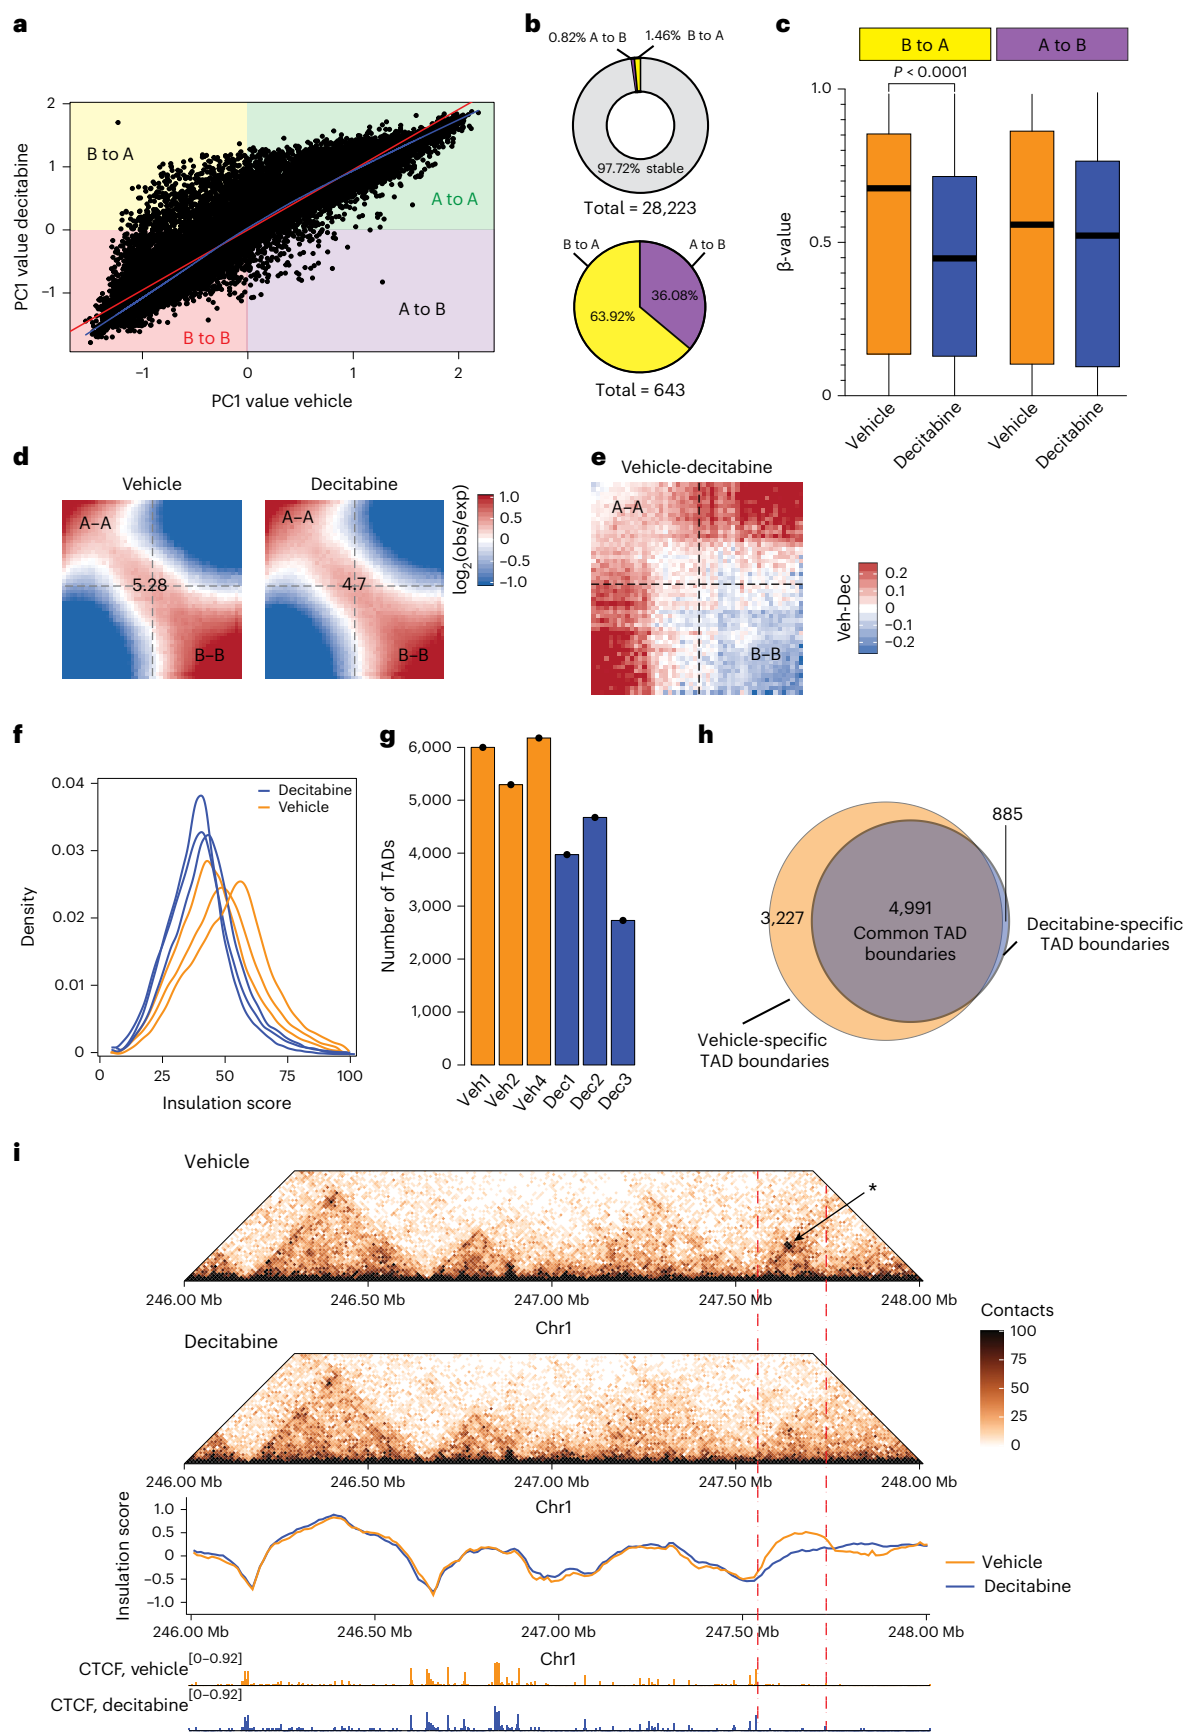 a
2
1
0
−1
PC1 value decitabine
B to A
A to A
B to B
A to B
−1
0
1
2
PC1 value vehicle
b
0.82% A to B
1.46% B to A
97.72% stable
Total = 28,223
B to A
A to B
36.08%
63.92%
Total = 643
c
B to A
A to B
P < 0.0001
1.0
0.5
0
β-value
Vehicle
Decitabine
Vehicle
Decitabine
d
Vehicle
Decitabine
A–A
5.28
B–B
A–A
4.7
B–B
log2(obs/exp)
1.0
0.5
0
−0.5
−1.0
e
Vehicle-decitabine
A–A
B–B
Veh-Dec
0.2
0.1
0
−0.1
−0.2
f
0.04
0.03
0.02
0.01
0
Density
Decitabine
Vehicle
0
25
50
75
100
Insulation score
g
6,000
5,000
4,000
3,000
2,000
1,000
0
Number of TADs
Veh1
Veh2
Veh4
Dec1
Dec2
Dec3
h
885
3,227
4,991
Common TAD
boundaries
Decitabine-specific
TAD boundaries
Vehicle-specific
TAD boundaries
i
Vehicle
*
246.00 Mb
246.50 Mb
247.00 Mb
247.50 Mb
248.00 Mb
Chr1
Contacts
100
75
50
25
0
Decitabine
246.00 Mb
246.50 Mb
247.00 Mb
247.50 Mb
248.00 Mb
Chr1
Insulation score
1.0
0.5
0
−0.5
−1.0
Vehicle
Decitabine
246.00 Mb
246.50 Mb
247.00 Mb
247.50 Mb
248.00 Mb
Chr1
CTCF, vehicle
[0–0.92]
CTCF, decitabine
[0–0.92]